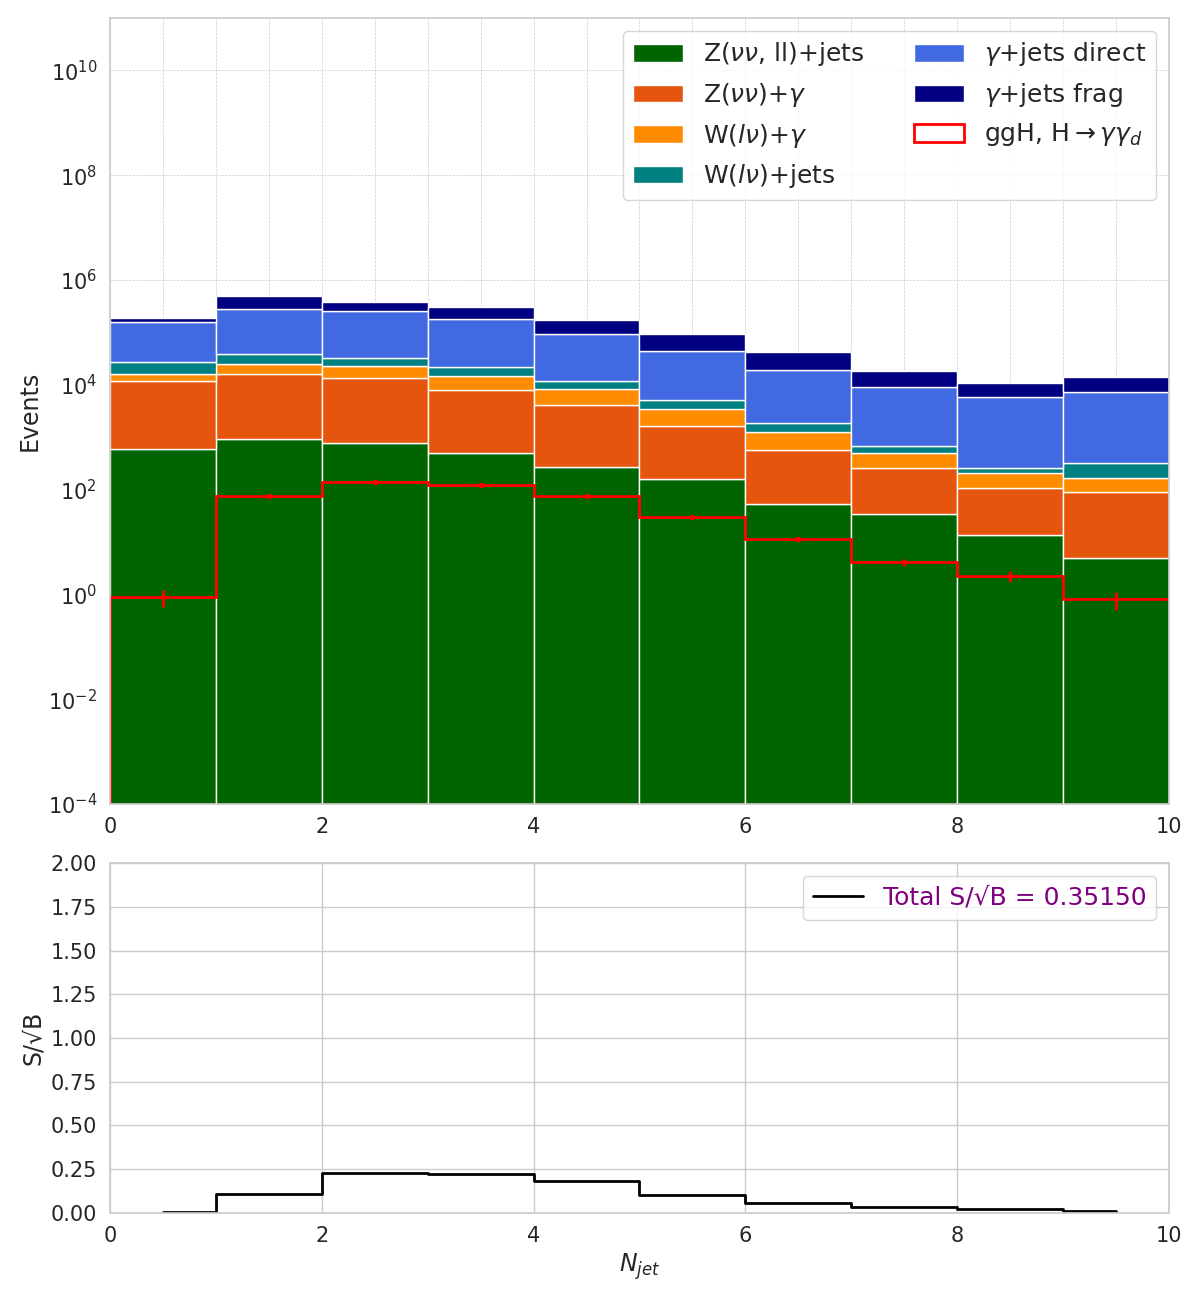 Z(νν, ll)+jets
Z(νν)+γ
W(lν)+γ
W(lν)+jets
γ+jets direct
γ+jets frag
ggH, H→γγ_d
Events
10^10
10^8
10^6
10^4
10^2
10^0
10^−2
10^−4
0 2 4 6 8 10
Total S/√B = 0.35150
S/√B
2.00
1.75
1.50
1.25
1.00
0.75
0.50
0.25
0.00
0 2 4 6 8 10
N_jet